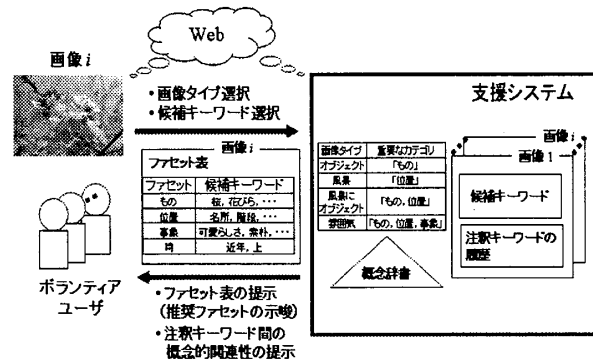 Web
画像 i
・画像タイプ選択
・候補キーワード選択
画像 i
ファセット表
ファセット 候補キーワード
もの 桜, 花びら, ・・・
位置 名所, 階段, ・・・
事象 可愛らしさ, 素朴, ・・・
時 近年, 上
ボランティア
ユーザ
・ファセット表の提示
(推奨ファセットの示唆)
・注釈キーワード間の
概念的関連性の提示
支援システム
画像タイプ 重要なカテゴリ
オブジェクト 「もの」
風景 「位置」
風景に
オブジェクト 「もの, 位置」
雰囲気 「もの, 位置, 事象」
概念辞書
画像 i
画像 1
候補キーワード
注釈キーワードの
履歴